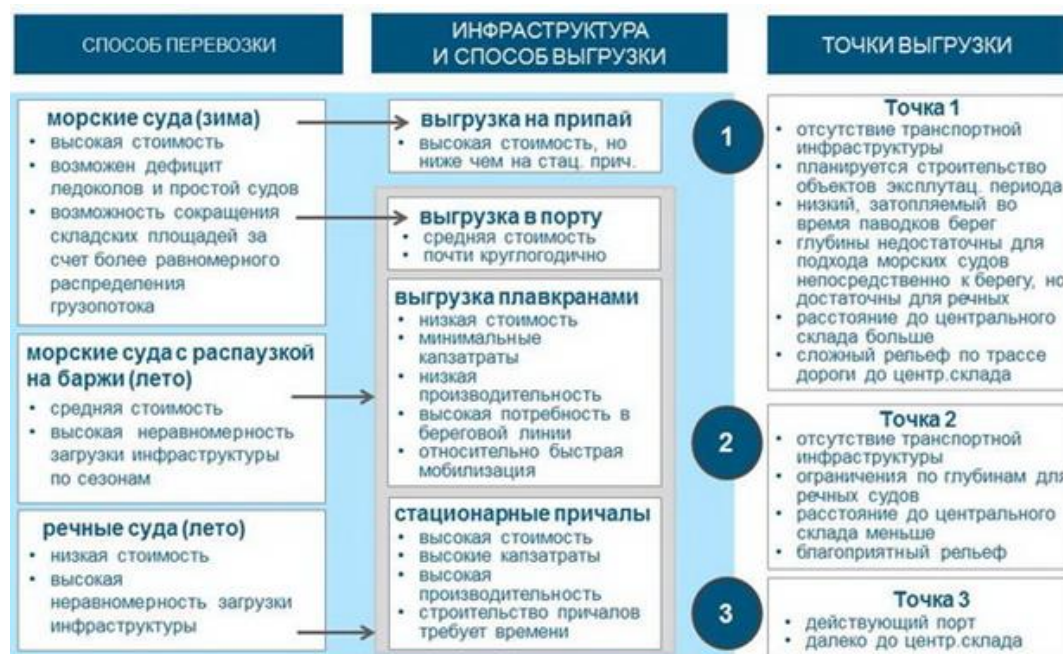 СПОСОБ ПЕРЕВОЗКИ
ИНФРАСТРУКТУРА
И СПОСОБ ВЫГРУЗКИ
ТОЧКИ ВЫГРУЗКИ
морские суда (зима)
• высокая стоимость
• возможен дефицит
ледоколов и простой судов
• возможность сокращения
складских площадей за
счет более равномерного
распределения
грузопотока
морские суда с распаузкой
на баржи (лето)
• средняя стоимость
• высокая неравномерность
загрузки инфраструктуры
по сезонам
речные суда (лето)
• низкая стоимость
• высокая
неравномерность загрузки
инфраструктуры
выгрузка на припай
• высокая стоимость, но
ниже чем на стац. прич.
выгрузка в порту
• средняя стоимость
• почти круглогодично
выгрузка плавкранами
• низкая стоимость
• минимальные
капзатраты
• низкая
производительность
• высокая потребность в
береговой линии
• относительно быстрая
мобилизация
стационарные причалы
• высокая стоимость
• высокие капзатраты
• высокая
производительность
• строительство причалов
требует времени
1
Точка 1
• отсутствие транспортной
инфраструктуры
• планируется строительство
объектов эксплутац. периода
• низкий, затопляемый во
время паводков берег
• глубины недостаточны для
подхода морских судов
непосредственно к берегу, но
достаточны для речных
• расстояние до центрального
склада больше
• сложный рельеф по трассе
дороги до центр.склада
2
Точка 2
• отсутствие транспортной
инфраструктуры
• ограничения по глубинам для
речных судов
• расстояние до центрального
склада меньше
• благоприятный рельеф
3
Точка 3
• действующий порт
• далеко до центр.склада